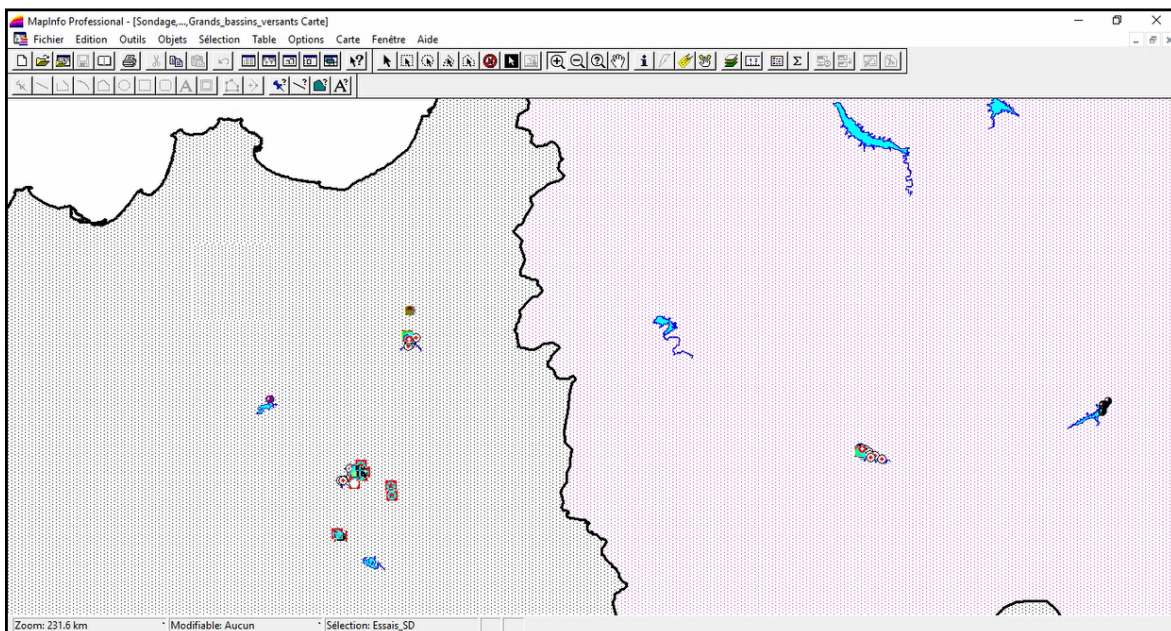 MapInfo Professional - [Sondage,...,Grands_bassins_versants Carte]
Fichier Edition Outils Objets Sélection Table Options Carte Fenêtre Aide
Zoom: 231.6 km Modifiable: Aucun Sélection: Essais_SD